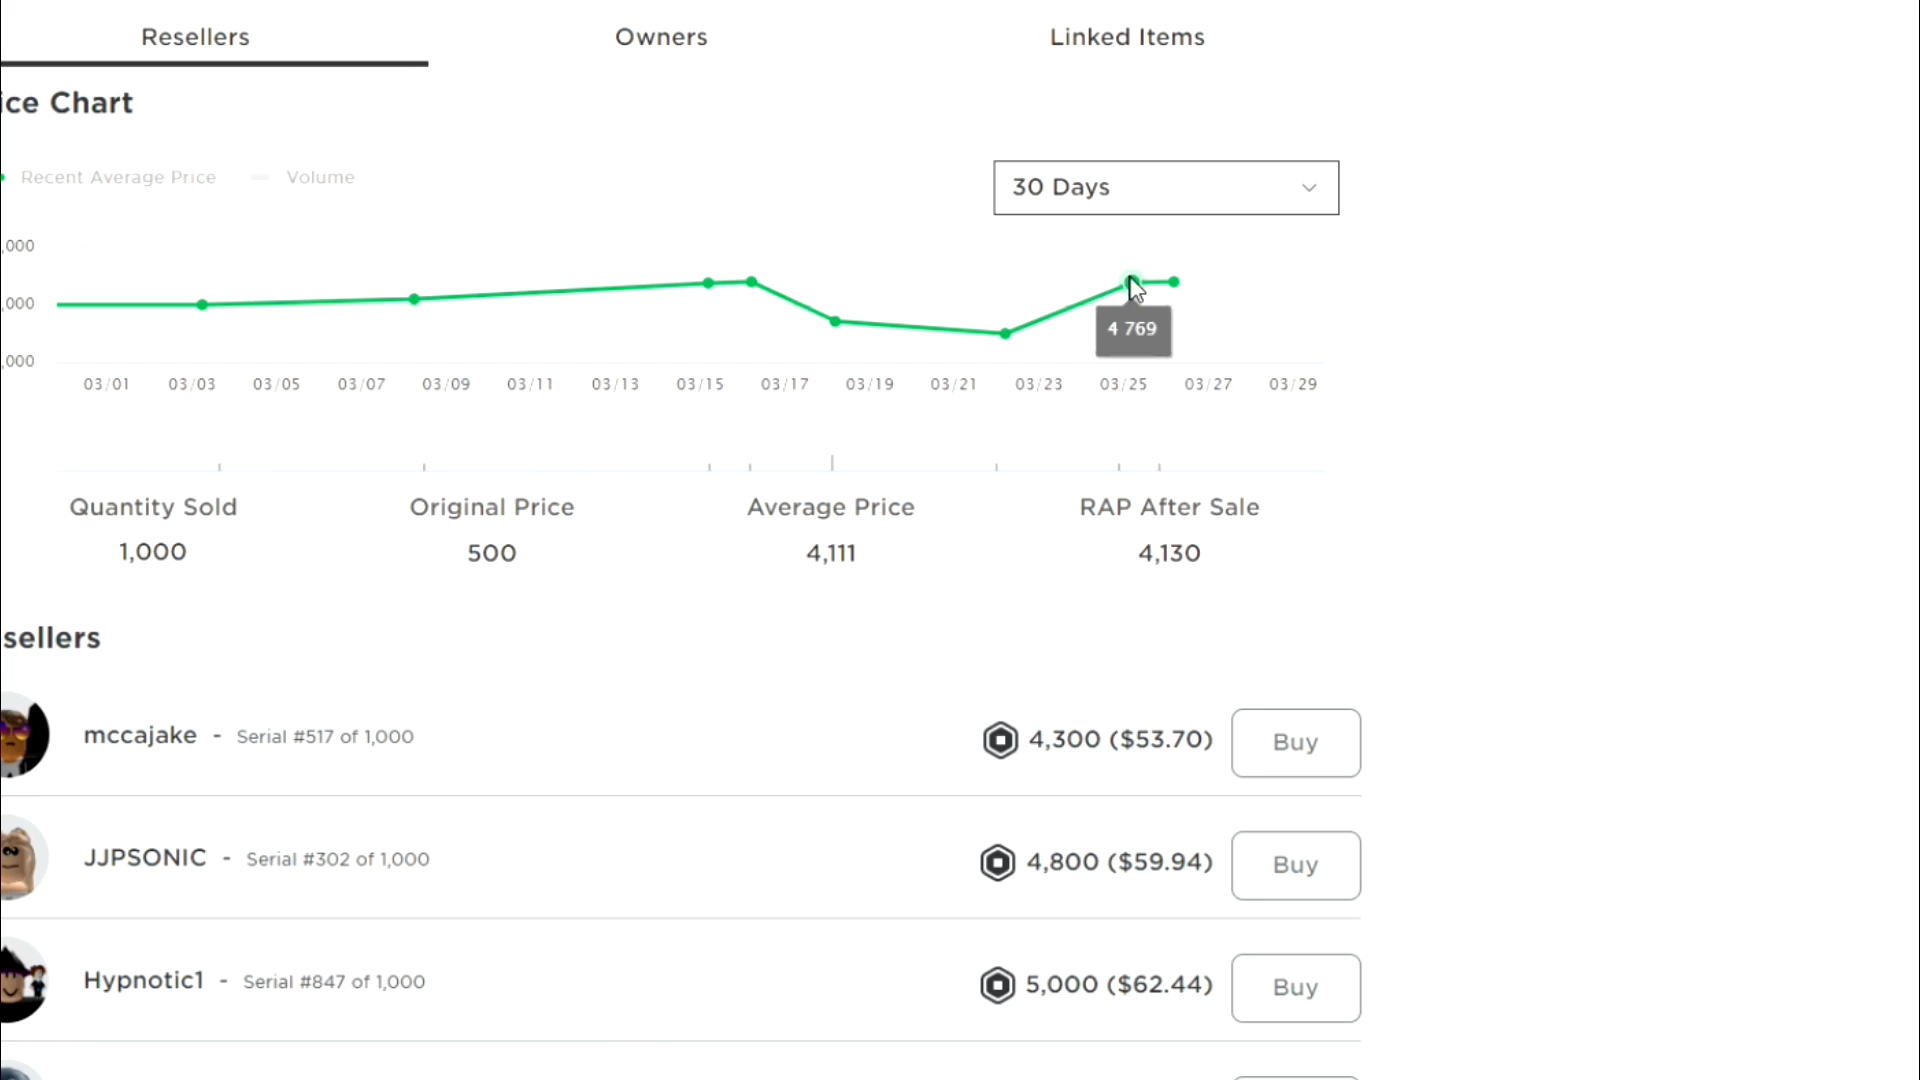 Resellers Owners Linked Items
ice Chart
Recent Average Price Volume
30 Days
,000
,000
4 769
,000
03/01 03/03 03/05 03/07 03/09 03/11 03/13 03/15 03/17 03/19 03/21 03/23 03/25 03/27 03/29
Quantity Sold Original Price Average Price RAP After Sale
1,000 500 4,111 4,130
sellers
mccajake - Serial #517 of 1,000 4,300 ($53.70) Buy
JJPSONIC - Serial #302 of 1,000 4,800 ($59.94) Buy
Hypnotic1 - Serial #847 of 1,000 5,000 ($62.44) Buy